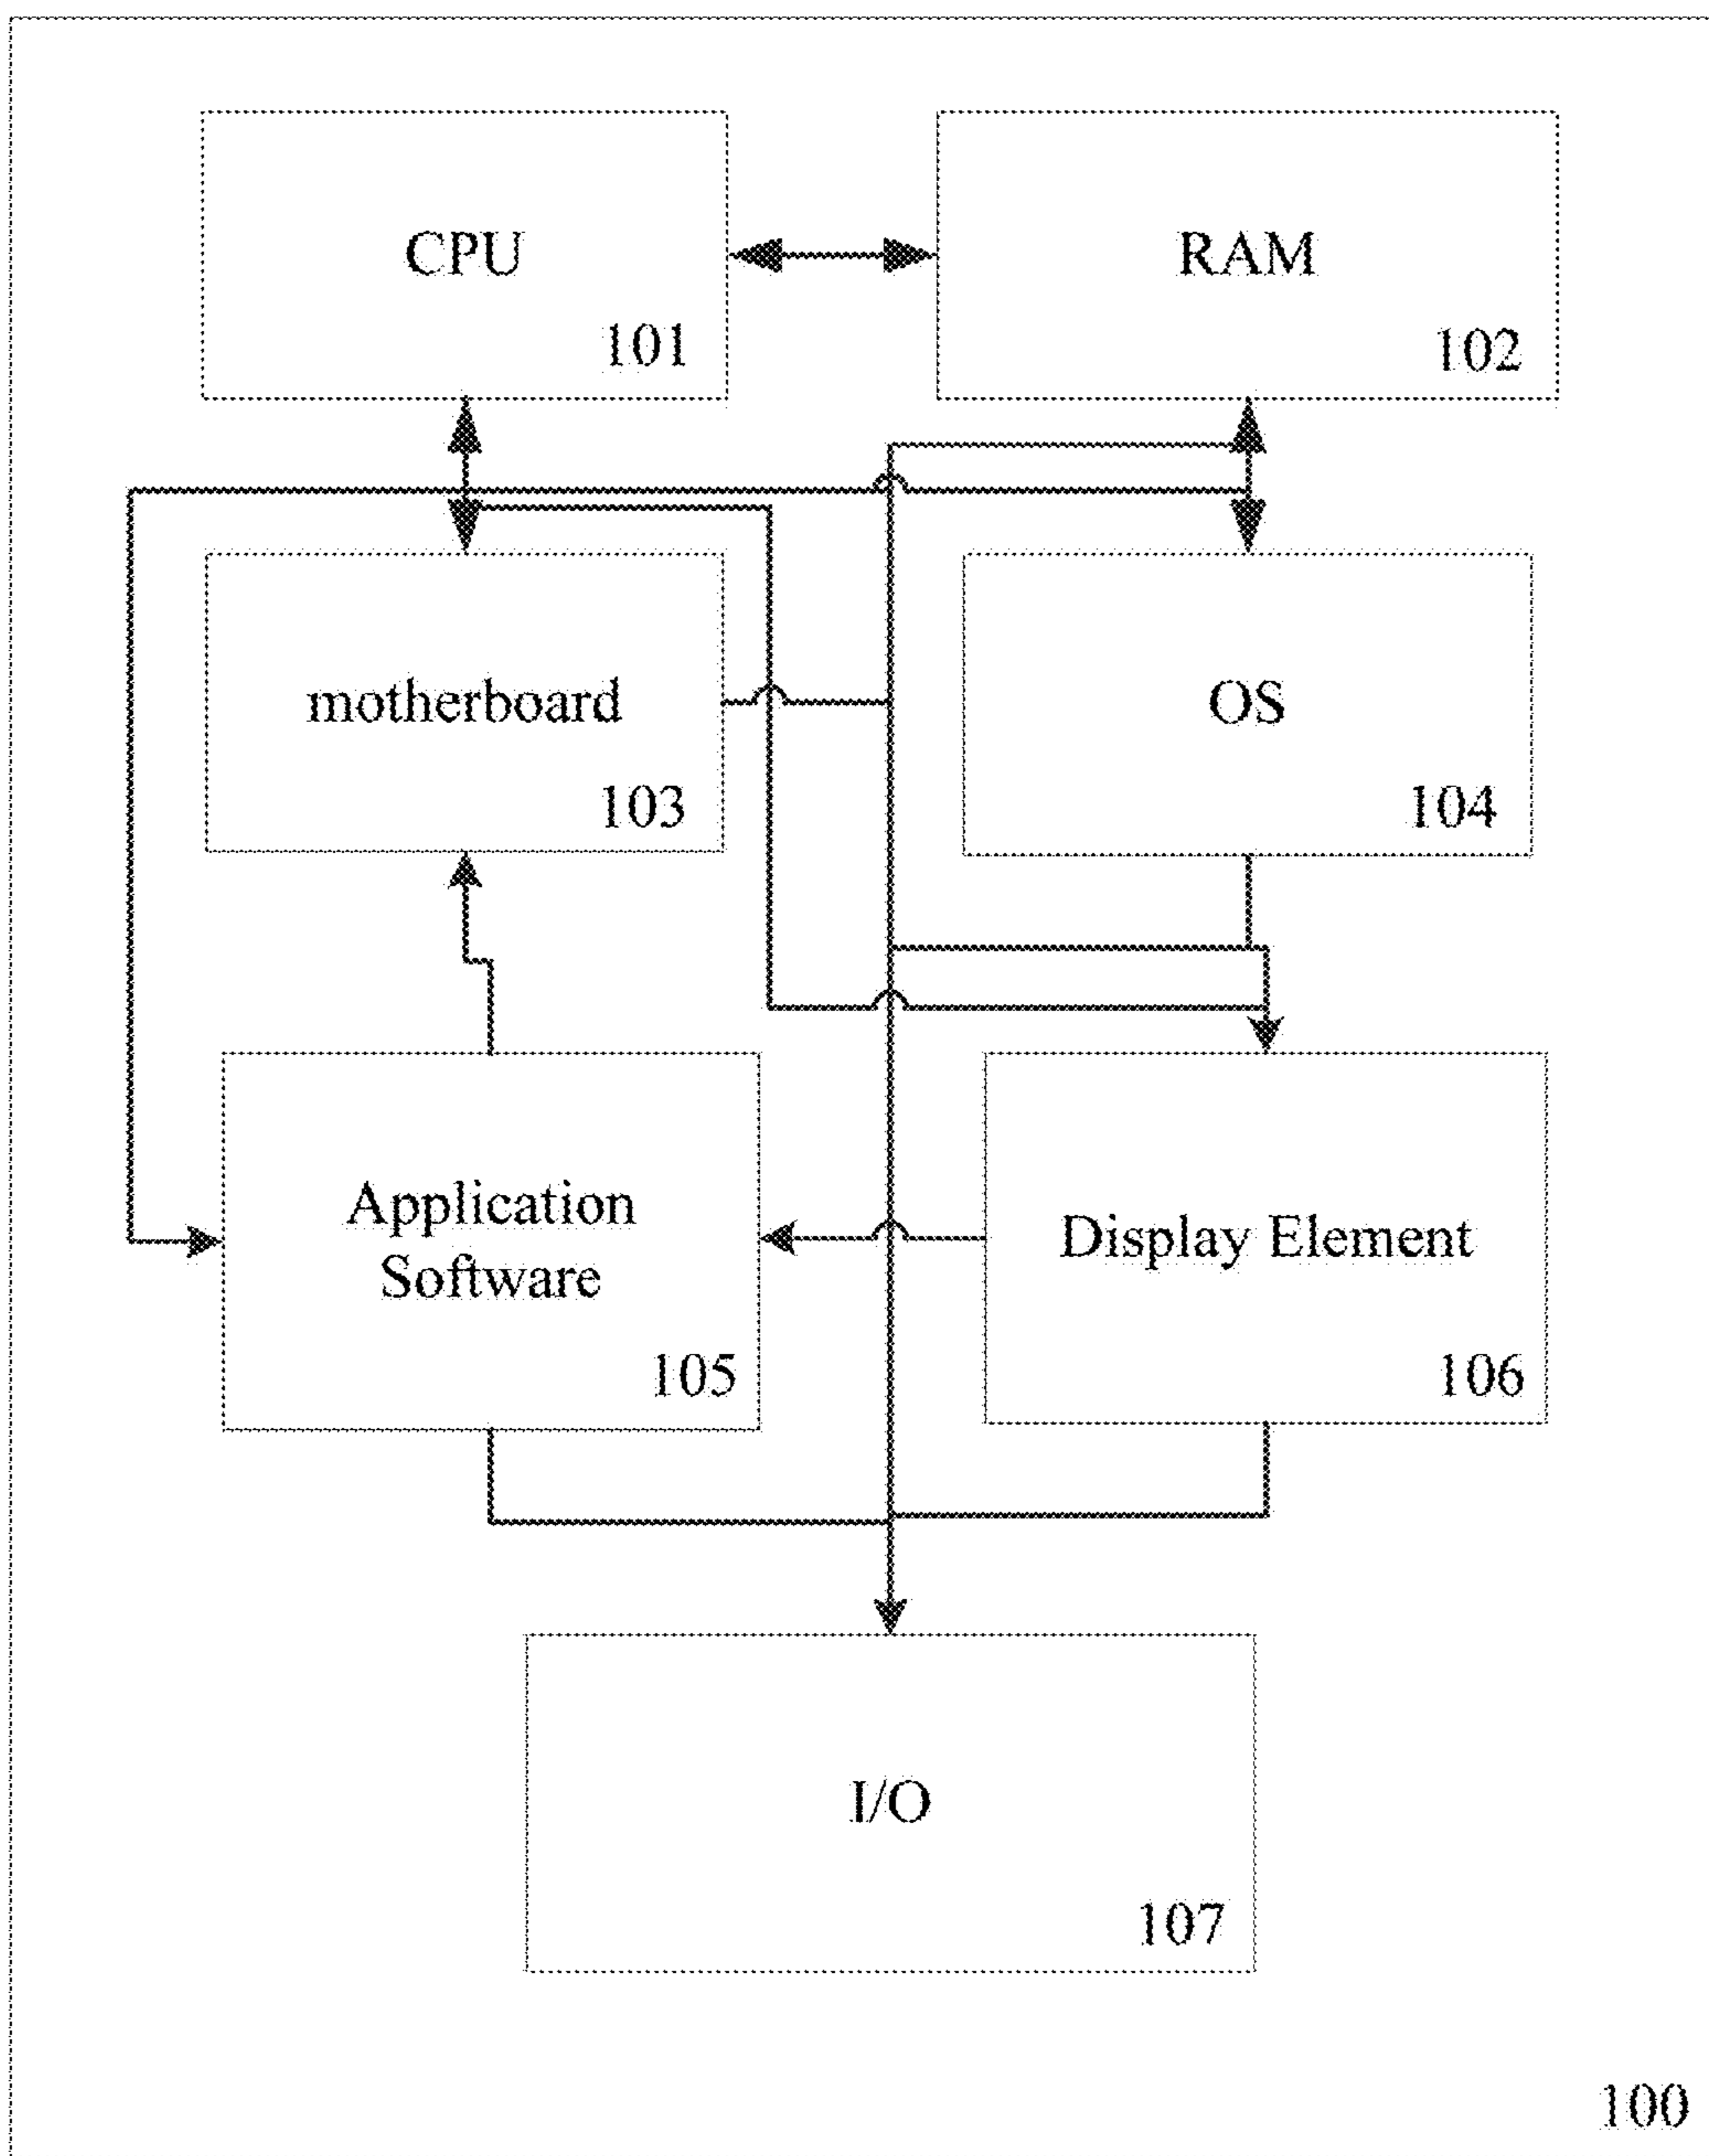 CPU
101
RAM
102
motherboard
103
OS
104
Application
Software
105
Display Element
106
I/O
107
100